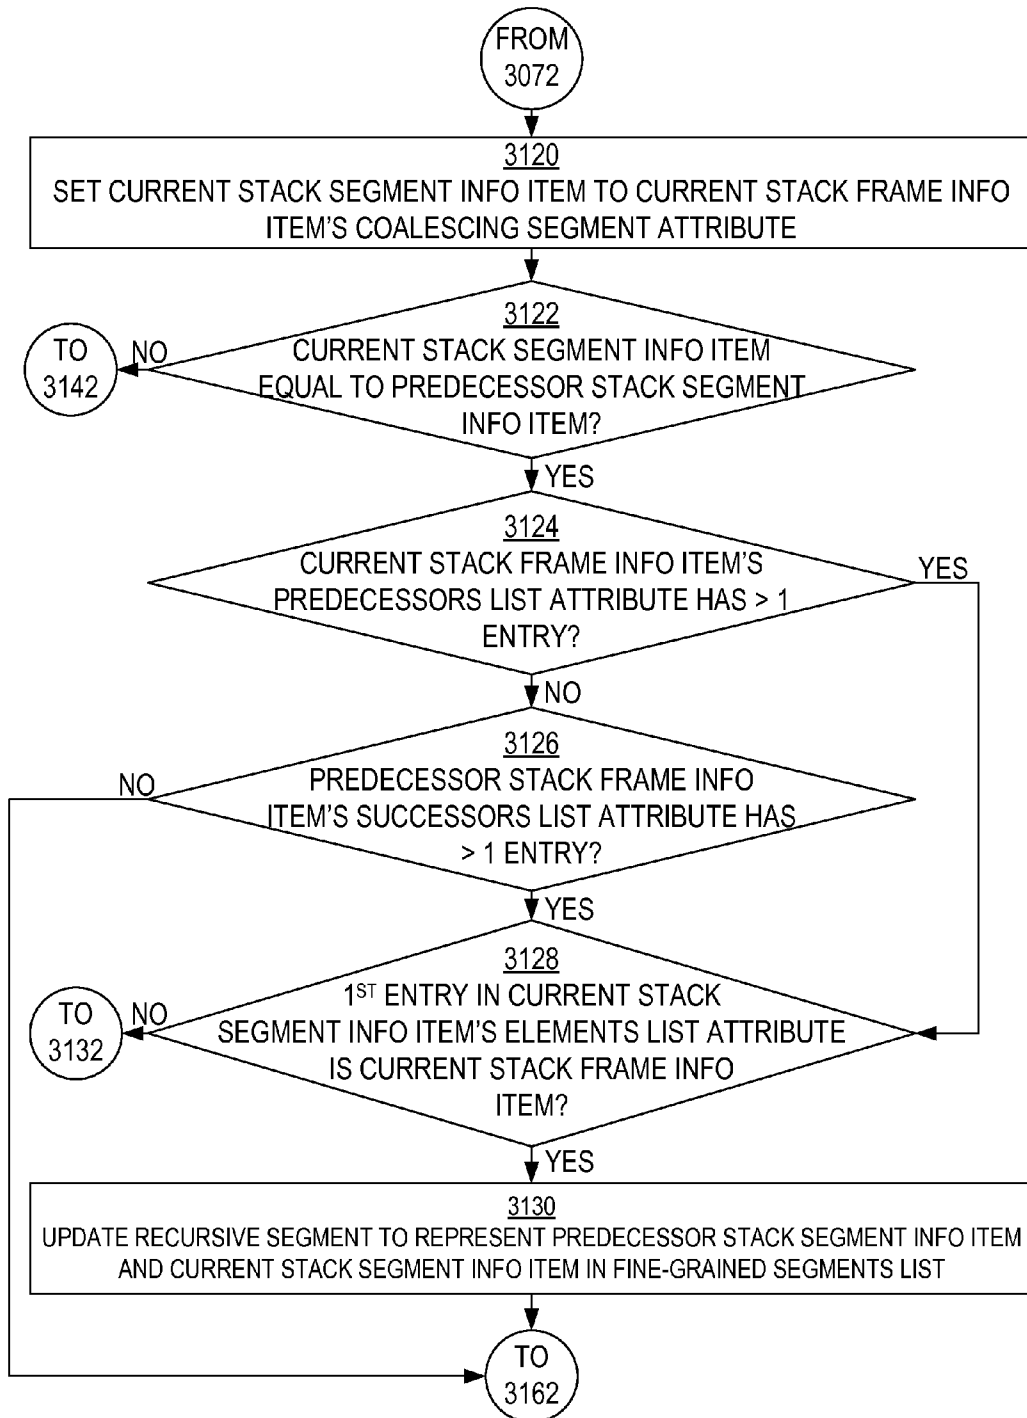 FROM
3072
3120
SET CURRENT STACK SEGMENT INFO ITEM TO CURRENT STACK FRAME INFO
ITEM'S COALESCING SEGMENT ATTRIBUTE
3122
CURRENT STACK SEGMENT INFO ITEM
EQUAL TO PREDECESSOR STACK SEGMENT
INFO ITEM?
NO
TO
3142
YES
3124
CURRENT STACK FRAME INFO ITEM'S
PREDECESSORS LIST ATTRIBUTE HAS > 1
ENTRY?
YES
NO
3126
PREDECESSOR STACK FRAME INFO
ITEM'S SUCCESSORS LIST ATTRIBUTE HAS
> 1 ENTRY?
NO
YES
3128
1ST ENTRY IN CURRENT STACK
SEGMENT INFO ITEM'S ELEMENTS LIST ATTRIBUTE
IS CURRENT STACK FRAME INFO
ITEM?
NO
TO
3132
YES
3130
UPDATE RECURSIVE SEGMENT TO REPRESENT PREDECESSOR STACK SEGMENT INFO ITEM
AND CURRENT STACK SEGMENT INFO ITEM IN FINE-GRAINED SEGMENTS LIST
TO
3162